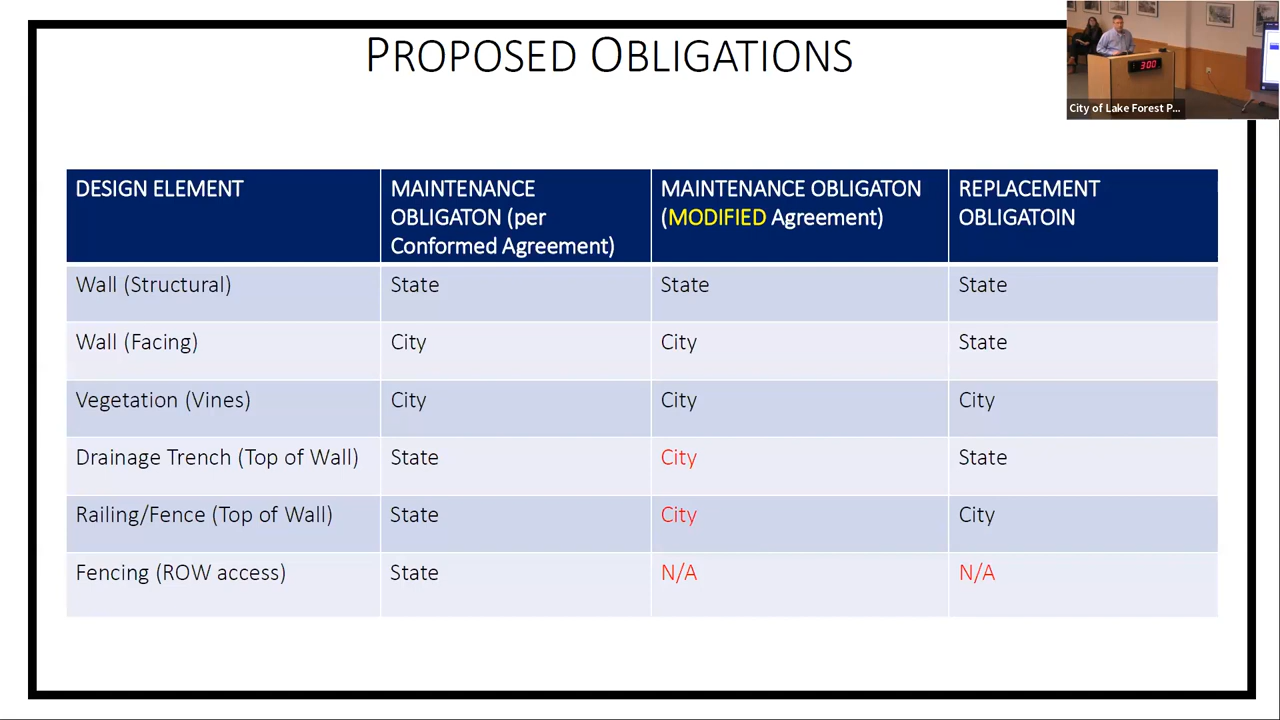 PROPOSED OBLIGATIONS
3:00
City of Lake Forest P...
DESIGN ELEMENT
MAINTENANCE
OBLIGATON (per
Conformed Agreement)
MAINTENANCE OBLIGATON
(MODIFIED Agreement)
REPLACEMENT
OBLIGATOIN
Wall (Structural) State State State
Wall (Facing) City City State
Vegetation (Vines) City City City
Drainage Trench (Top of Wall) State City State
Railing/Fence (Top of Wall) State City City
Fencing (ROW access) State N/A N/A